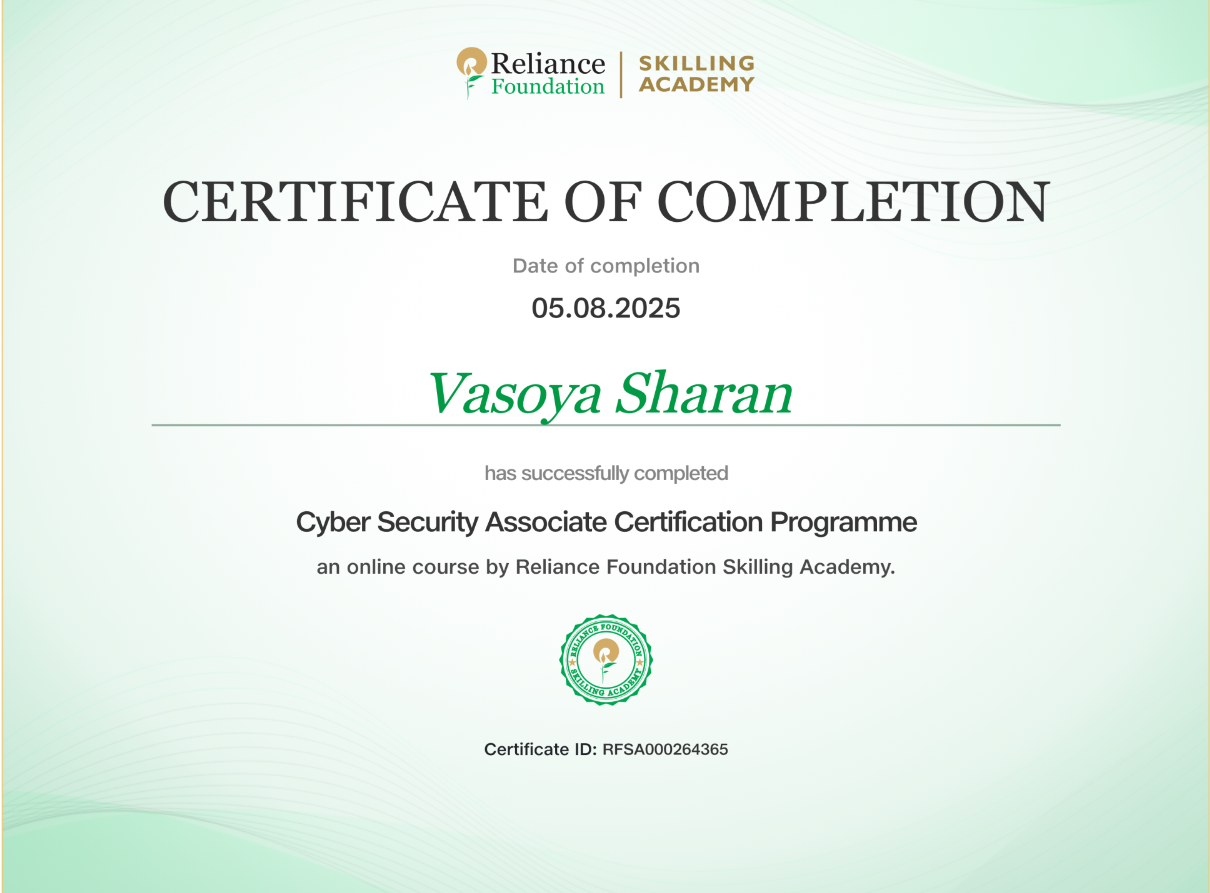 Reliance
Foundation
SKILLING
ACADEMY
CERTIFICATE OF COMPLETION
Date of completion
05.08.2025
Vasoya Sharan
has successfully completed
Cyber Security Associate Certification Programme
an online course by Reliance Foundation Skilling Academy.
RELIANCE FOUNDATION
SKILLING ACADEMY
Certificate ID: RFSA000264365